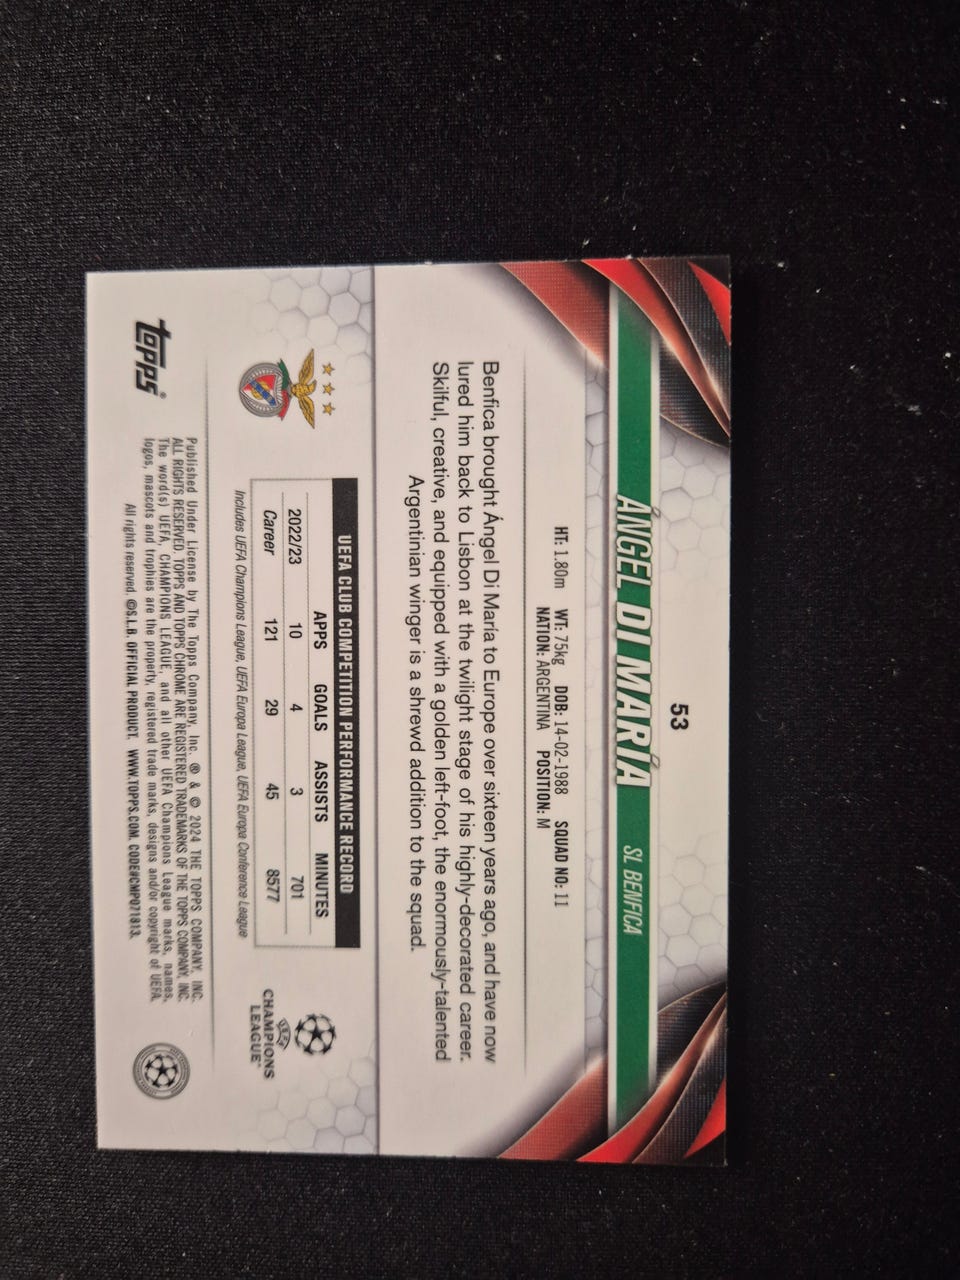 53
ÁNGEL DI MARÍA SL BENFICA
HT: 1.80m WT: 75kg DOB: 14-02-1988 SQUAD NO: 11
NATION: ARGENTINA POSITION: M
Benfica brought Ángel Di María to Europe over sixteen years ago, and have now
lured him back to Lisbon at the twilight stage of his highly-decorated career.
Skilful, creative, and equipped with a golden left-foot, the enormously-talented
Argentinian winger is a shrewd addition to the squad.
UEFA CLUB COMPETITION PERFORMANCE RECORD
APPS GOALS ASSISTS MINUTES
2022/23 10 4 3 701
Career 121 29 45 8577
Includes UEFA Champions League, UEFA Europa League, UEFA Europa Conference League
UEFA
CHAMPIONS
LEAGUE®
topps®
Published Under License by The Topps Company, Inc. ® & © 2024 THE TOPPS COMPANY, INC.
ALL RIGHTS RESERVED. TOPPS AND TOPPS CHROME ARE REGISTERED TRADEMARKS OF THE TOPPS COMPANY, INC.
The word(s) UEFA, CHAMPIONS LEAGUE, and all other UEFA Champions League marks, names,
logos, mascots and trophies are the property, registered trade marks, designs and/or copyright of UEFA.
All rights reserved. ©S.L.B. OFFICIAL PRODUCT. WWW.TOPPS.COM. CODE#CMP071813.